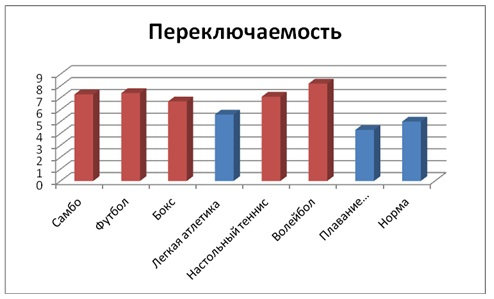 Переключаемость
9
8
7
6
5
4
3
2
1
0
Самбо
Футбол
Бокс
Легкая атлетика
Настольный теннис
Волейбол
Плавание...
Норма